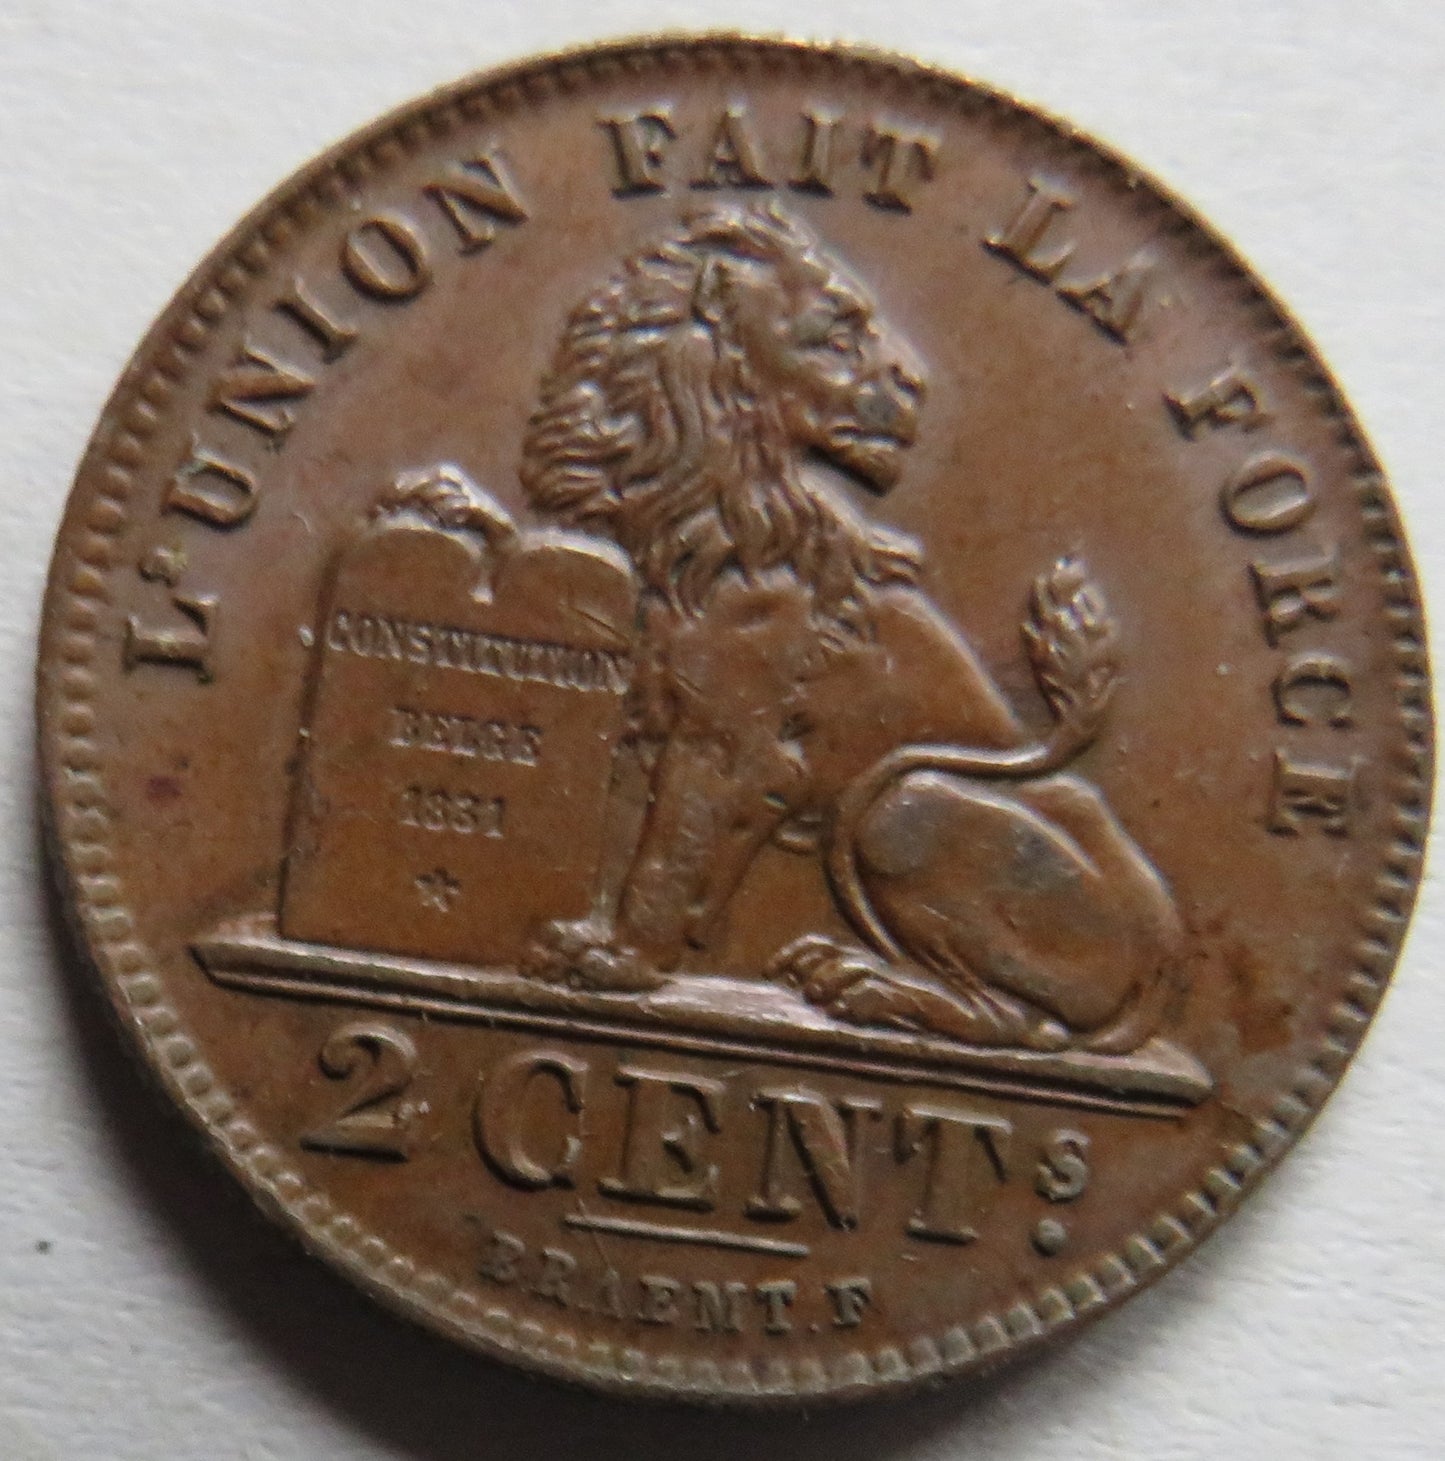 L'UNION FAIT LA FORCE
CONSTITUTION
BELGE
1831
2 CENTS.
BRAEMT.F